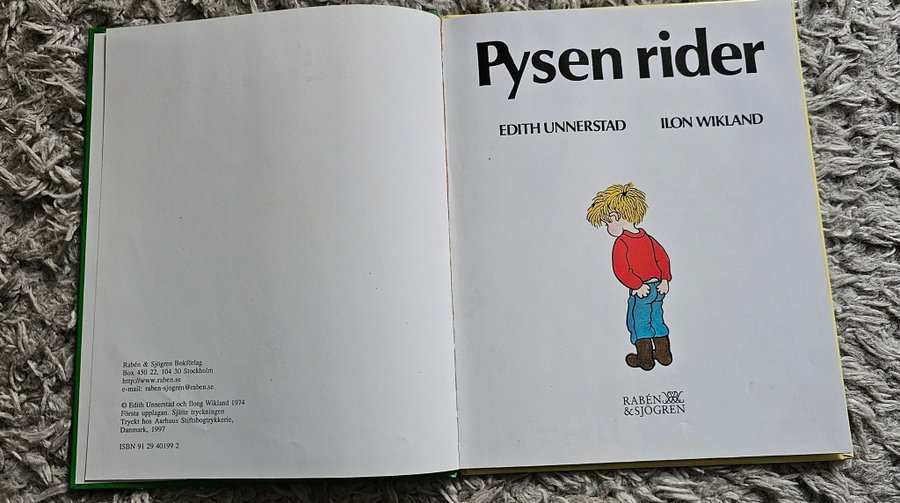 Rabén & Sjögren Bokförlag
Box 450 22, 104 30 Stockholm
http://www.raben.se
e-mail: raben-sjogren@raben.se
© Edith Unnerstad och Ilong Wikland 1974
Första upplagan. Sjätte tryckningen
Tryckt hos Aarhuus Stiftsbogtrykkerie,
Danmark, 1997
ISBN 91 29 40199 2
Pysen rider
EDITH UNNERSTAD ILON WIKLAND
RABÉN
&SJÖGREN